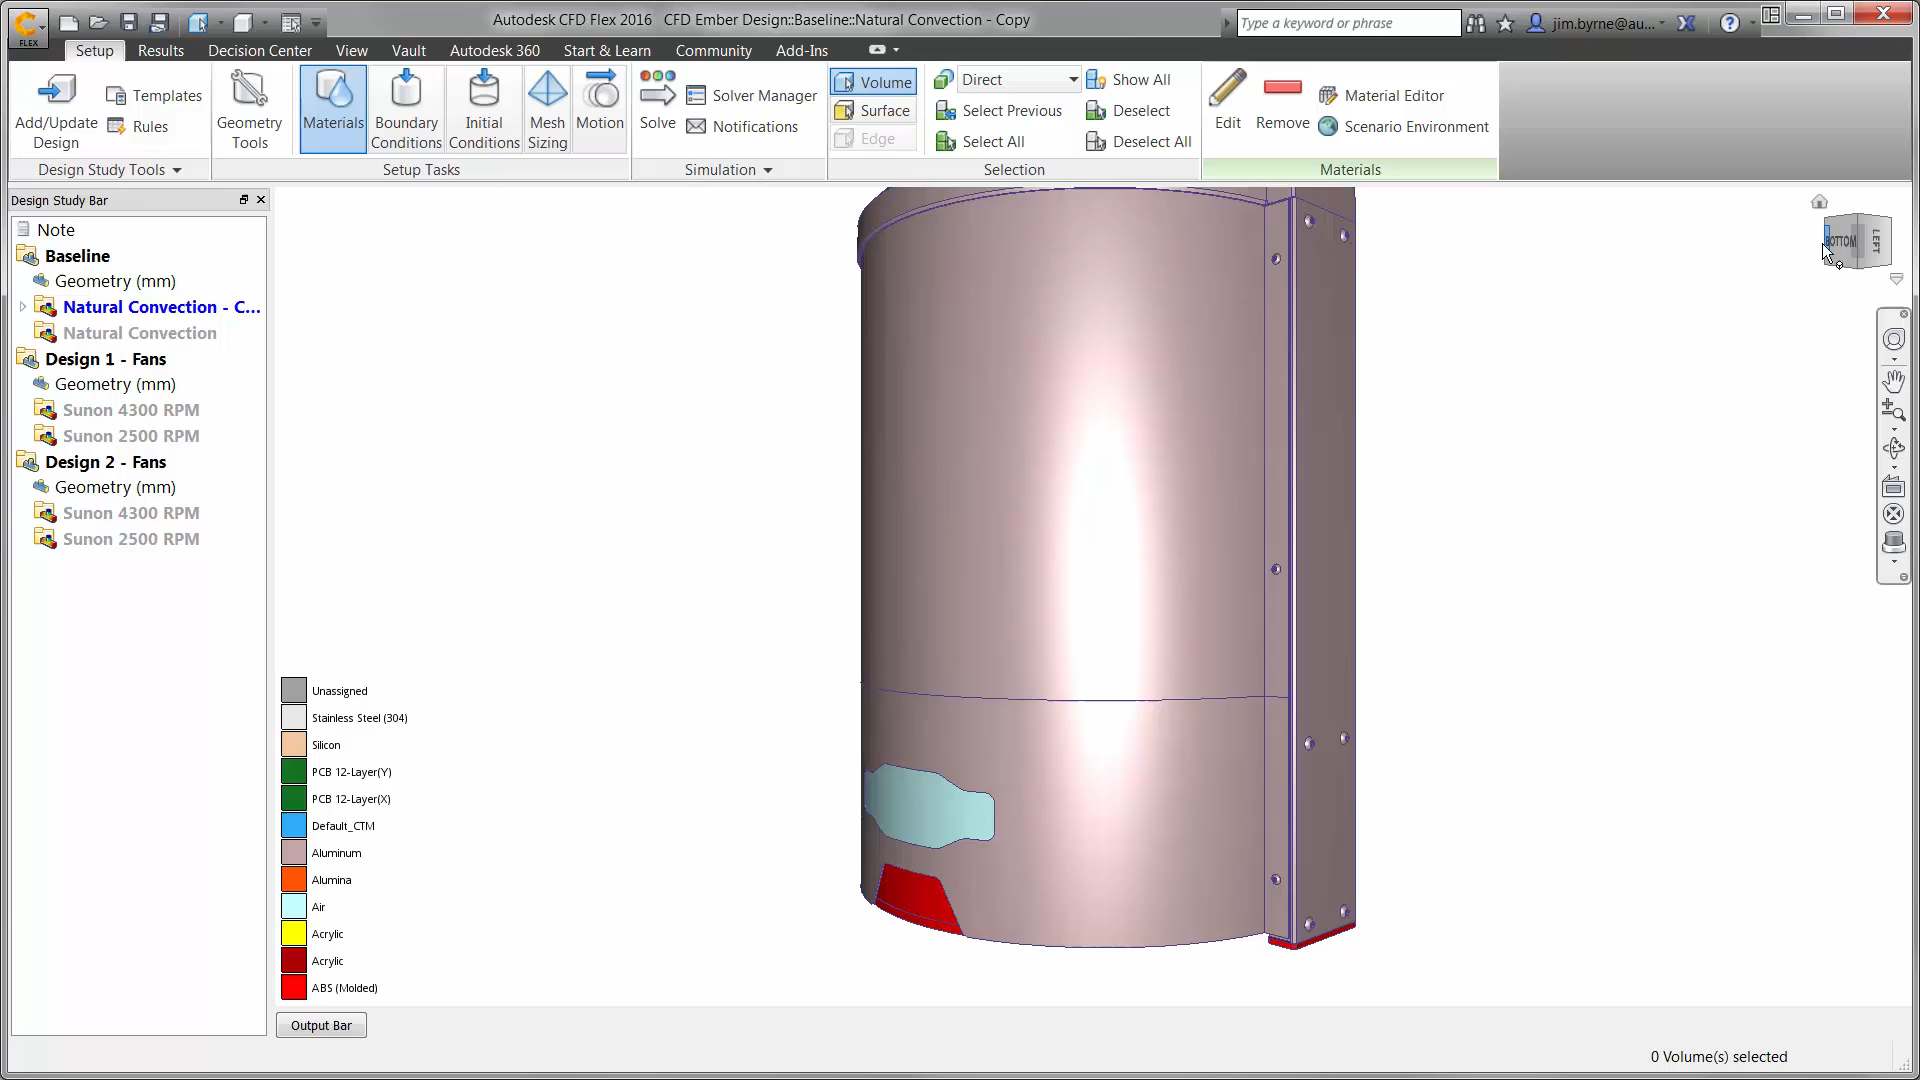 FLEX
Autodesk CFD Flex 2016 CFD Ember Design::Baseline::Natural Convection - Copy
Type a keyword or phrase
jim.byrne@au...
Setup Results Decision Center View Vault Autodesk 360 Start & Learn Community Add-Ins
Add/Update Design
Templates
Rules
Design Study Tools
Geometry Tools
Materials
Boundary Conditions
Initial Conditions
Mesh Sizing
Motion
Setup Tasks
Solve
Solver Manager
Notifications
Simulation
Volume
Surface
Edge
Direct
Select Previous
Select All
Show All
Deselect
Deselect All
Selection
Edit
Remove
Material Editor
Scenario Environment
Materials
Design Study Bar
Note
Baseline
Geometry (mm)
Natural Convection - C...
Natural Convection
Design 1 - Fans
Geometry (mm)
Sunon 4300 RPM
Sunon 2500 RPM
Design 2 - Fans
Geometry (mm)
Sunon 4300 RPM
Sunon 2500 RPM
BOTTOM
LEFT
Unassigned
Stainless Steel (304)
Silicon
PCB 12-Layer(Y)
PCB 12-Layer(X)
Default_CTM
Aluminum
Alumina
Air
Acrylic
Acrylic
ABS (Molded)
Output Bar
0 Volume(s) selected